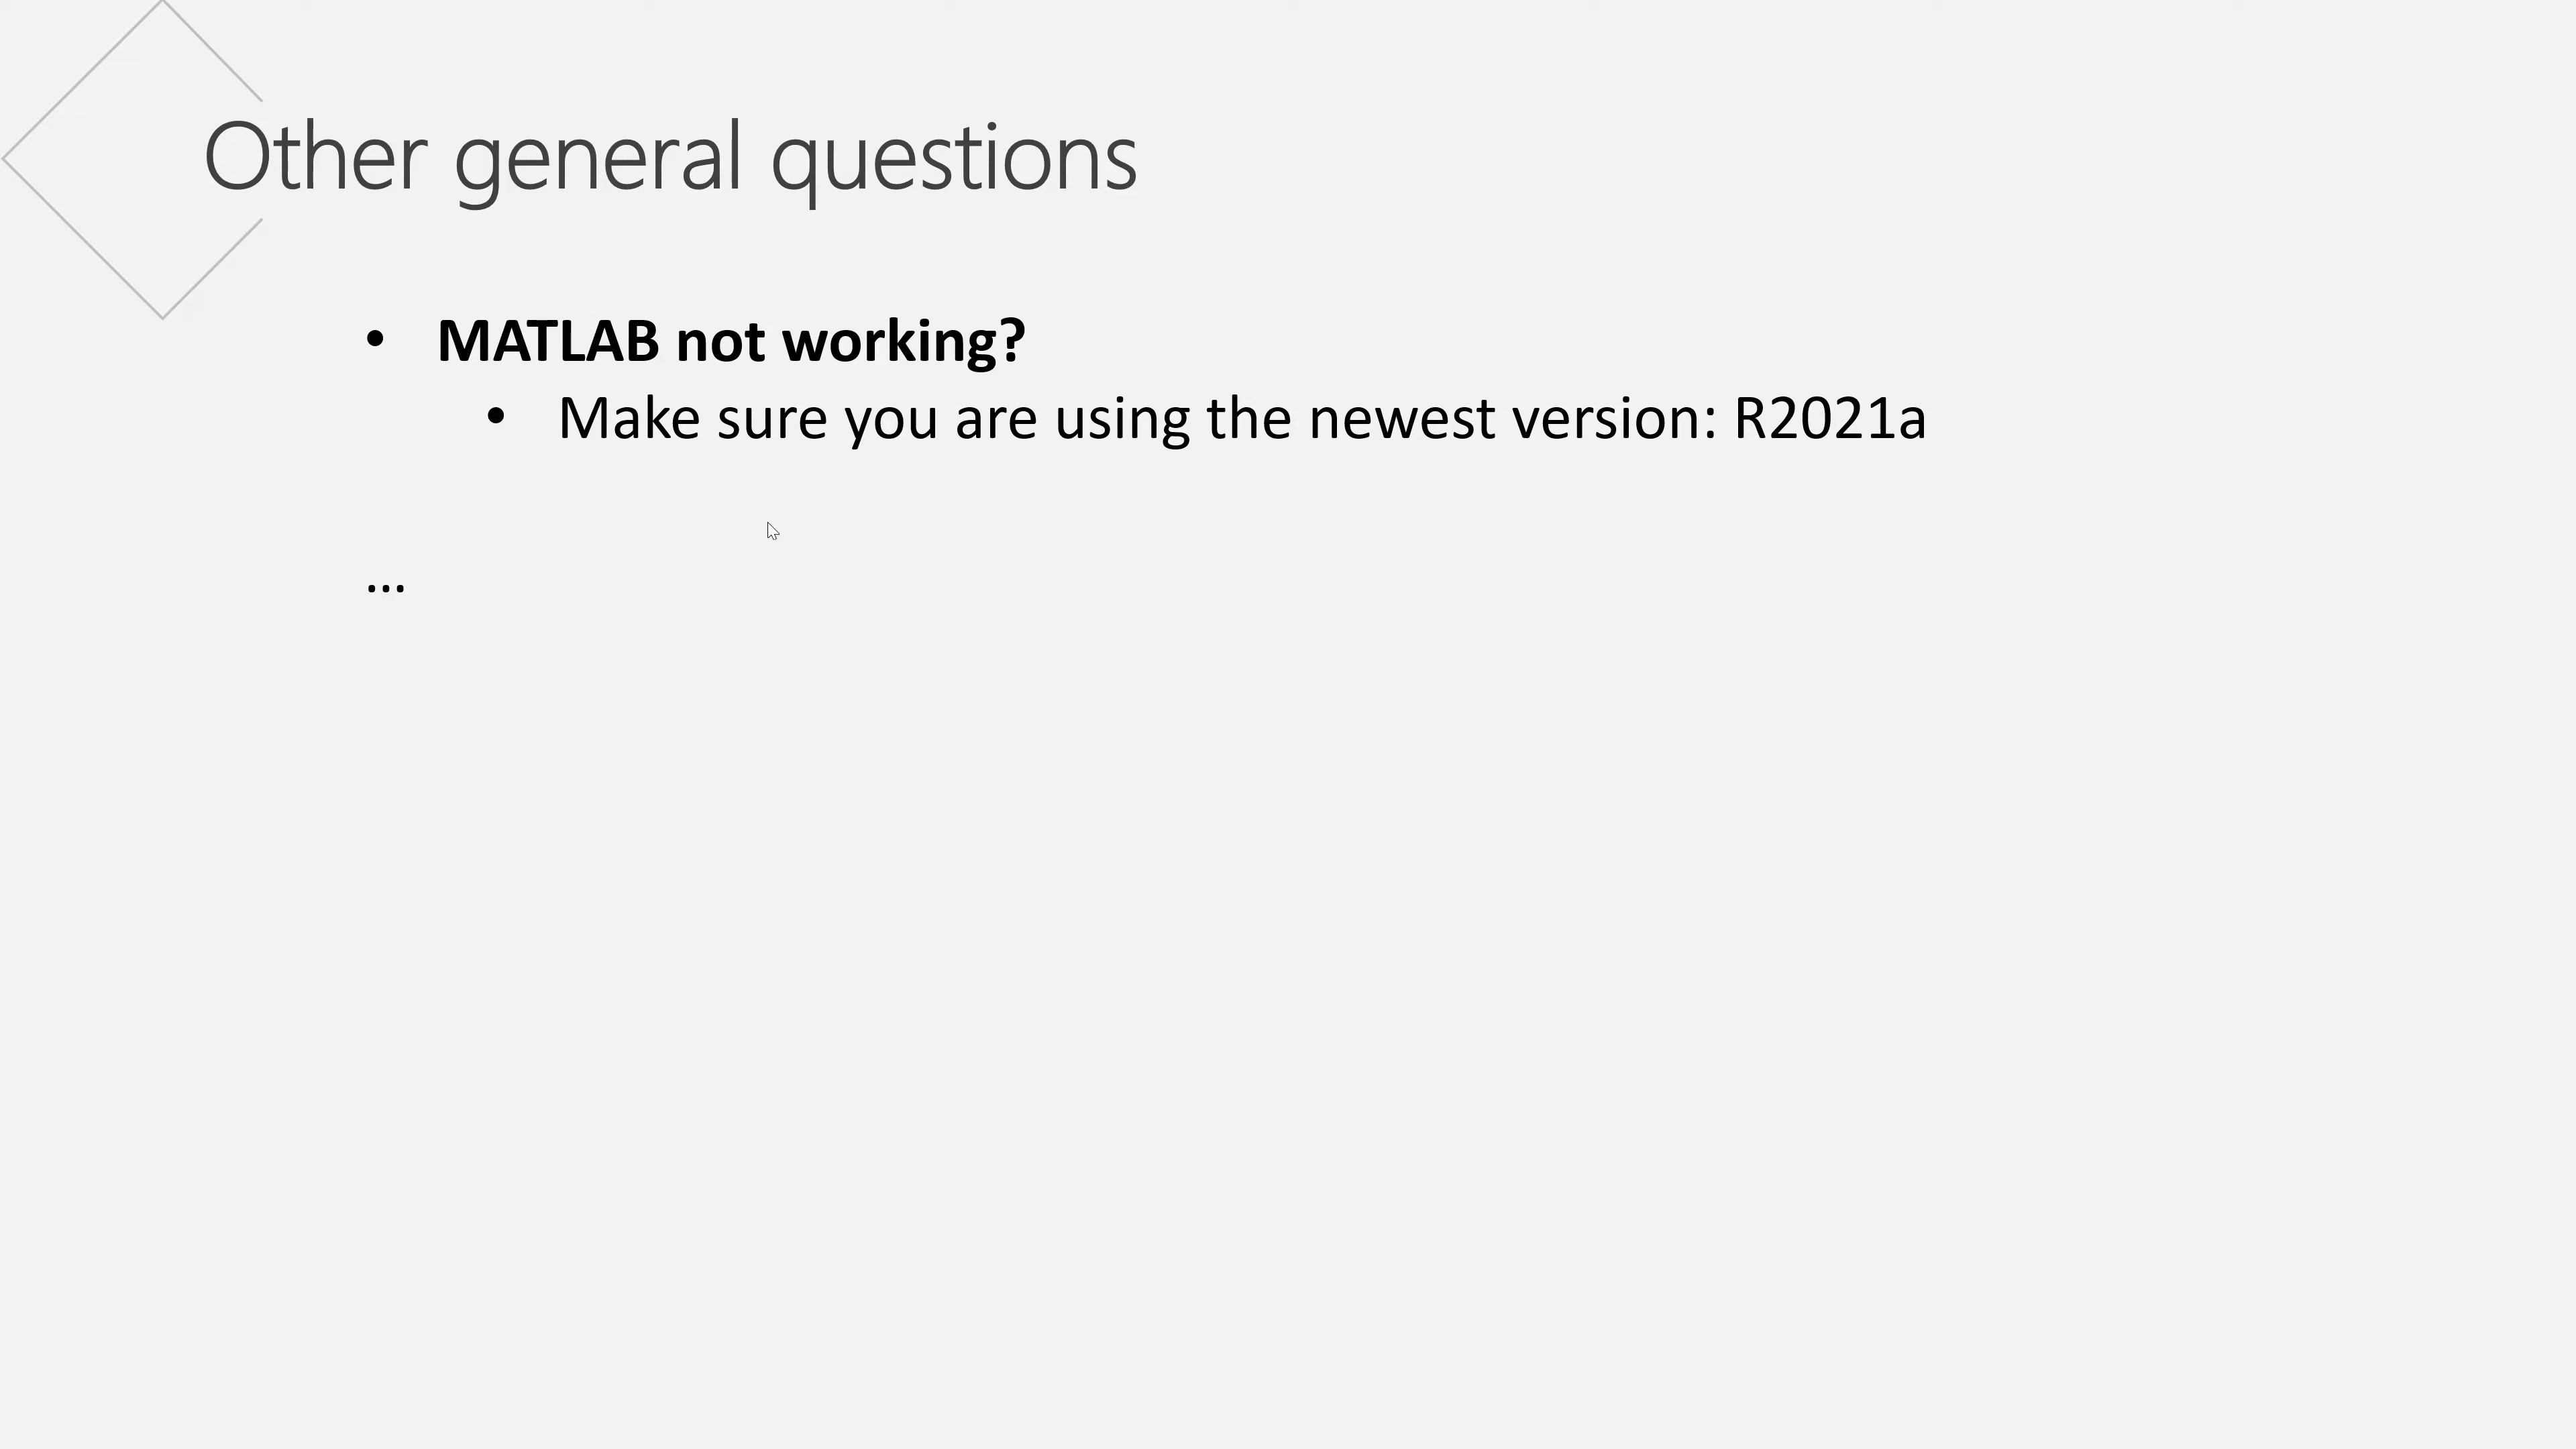 Other general questions
• MATLAB not working?
• Make sure you are using the newest version: R2021a
…